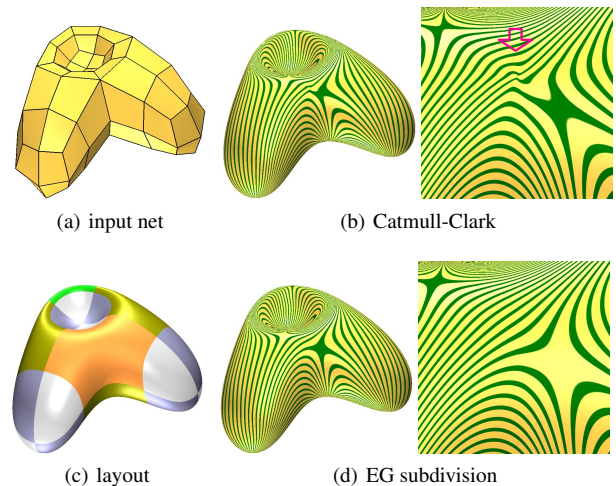 (a) input net
(b) Catmull-Clark
(c) layout
(d) EG subdivision